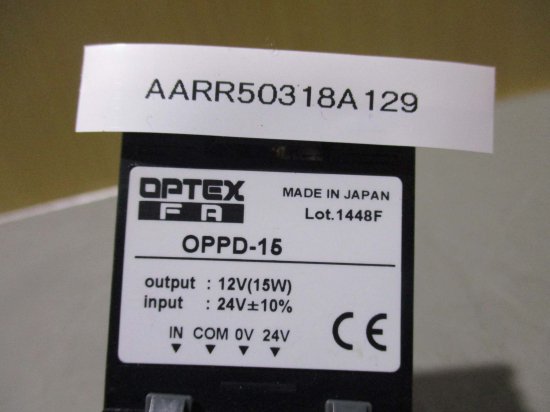 AARR50318A129
OPTEX
FA
MADE IN JAPAN
Lot.1448F
OPPD-15
output : 12V(15W)
input : 24V±10%
IN COM 0V 24V
CE